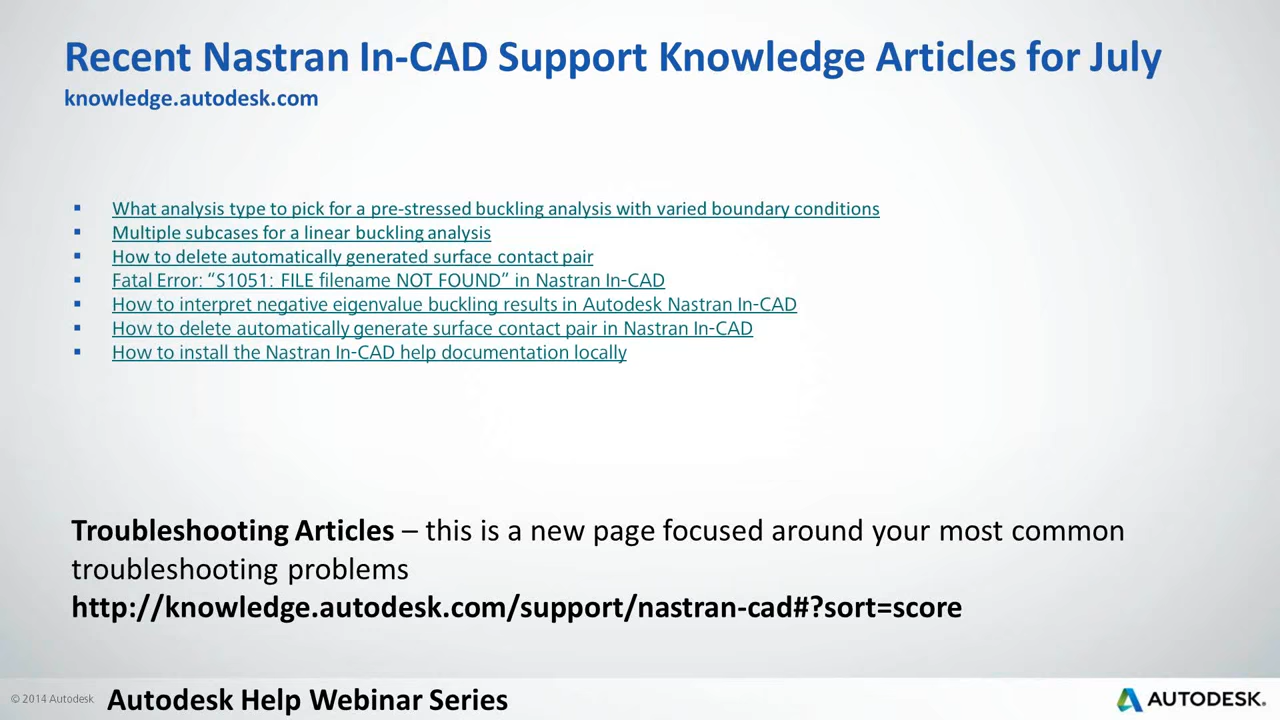 Recent Nastran In-CAD Support Knowledge Articles for July
knowledge.autodesk.com
▪ What analysis type to pick for a pre-stressed buckling analysis with varied boundary conditions
▪ Multiple subcases for a linear buckling analysis
▪ How to delete automatically generated surface contact pair
▪ Fatal Error: “S1051: FILE filename NOT FOUND” in Nastran In-CAD
▪ How to interpret negative eigenvalue buckling results in Autodesk Nastran In-CAD
▪ How to delete automatically generate surface contact pair in Nastran In-CAD
▪ How to install the Nastran In-CAD help documentation locally
Troubleshooting Articles – this is a new page focused around your most common
troubleshooting problems
http://knowledge.autodesk.com/support/nastran-cad#?sort=score
© 2014 Autodesk Autodesk Help Webinar Series AUTODESK.